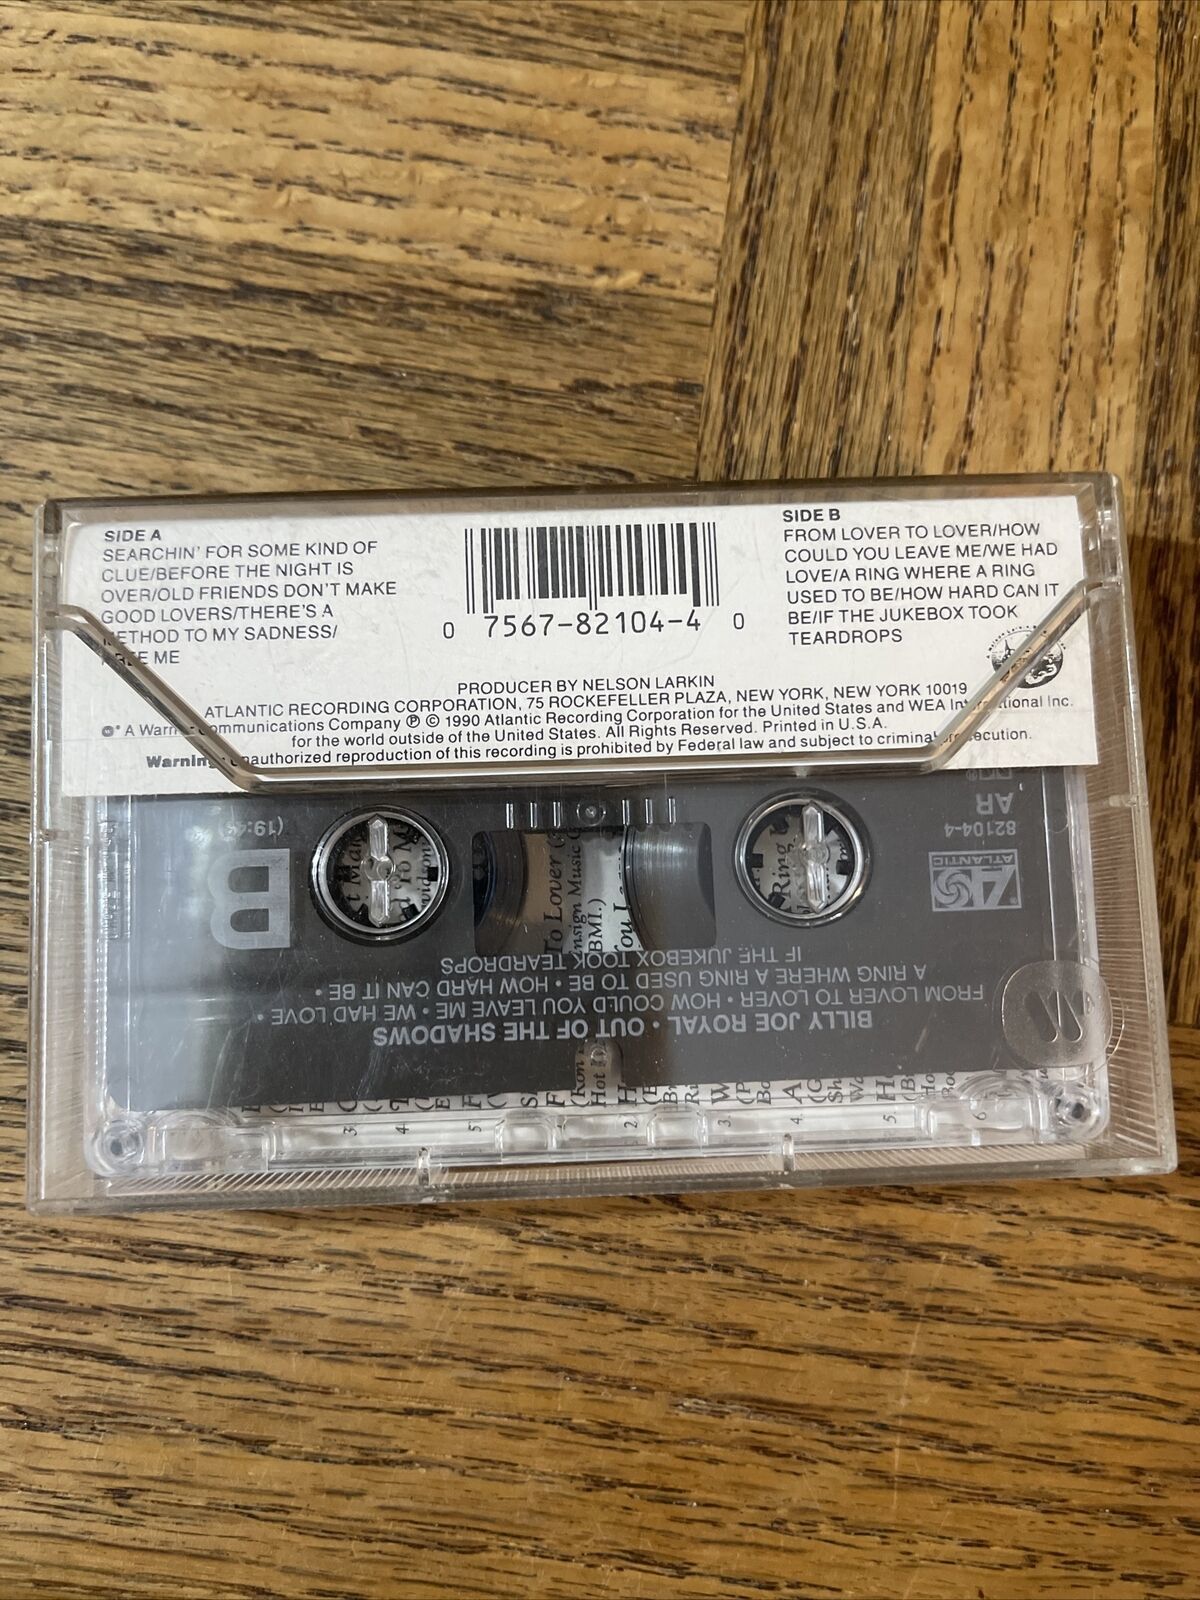 SIDE A
SEARCHIN' FOR SOME KIND OF
CLUE/BEFORE THE NIGHT IS
OVER/OLD FRIENDS DON'T MAKE
GOOD LOVERS/THERE'S A
METHOD TO MY SADNESS/
ME
0 7567-82104-4 0
SIDE B
FROM LOVER TO LOVER/HOW
COULD YOU LEAVE ME/WE HAD
LOVE/A RING WHERE A RING
USED TO BE/HOW HARD CAN IT
BE/IF THE JUKEBOX TOOK
TEARDROPS
PRODUCER BY NELSON LARKIN
ATLANTIC RECORDING CORPORATION, 75 ROCKEFELLER PLAZA, NEW YORK, NEW YORK 10019
A Warner Communications Company ℗ © 1990 Atlantic Recording Corporation for the United States and WEA International Inc.
for the world outside of the United States. All Rights Reserved. Printed in U.S.A.
Warning: Unauthorized reproduction of this recording is prohibited by Federal law and subject to criminal prosecution.
BILLY JOE ROYAL • OUT OF THE SHADOWS
FROM LOVER TO LOVER • HOW COULD YOU LEAVE ME • WE HAD LOVE •
A RING WHERE A RING USED TO BE • HOW HARD CAN IT BE •
IF THE JUKEBOX TOOK TEARDROPS
ATLANTIC
82104-4
AR
B
To Lover
Insign Music
BMI.)
Ring